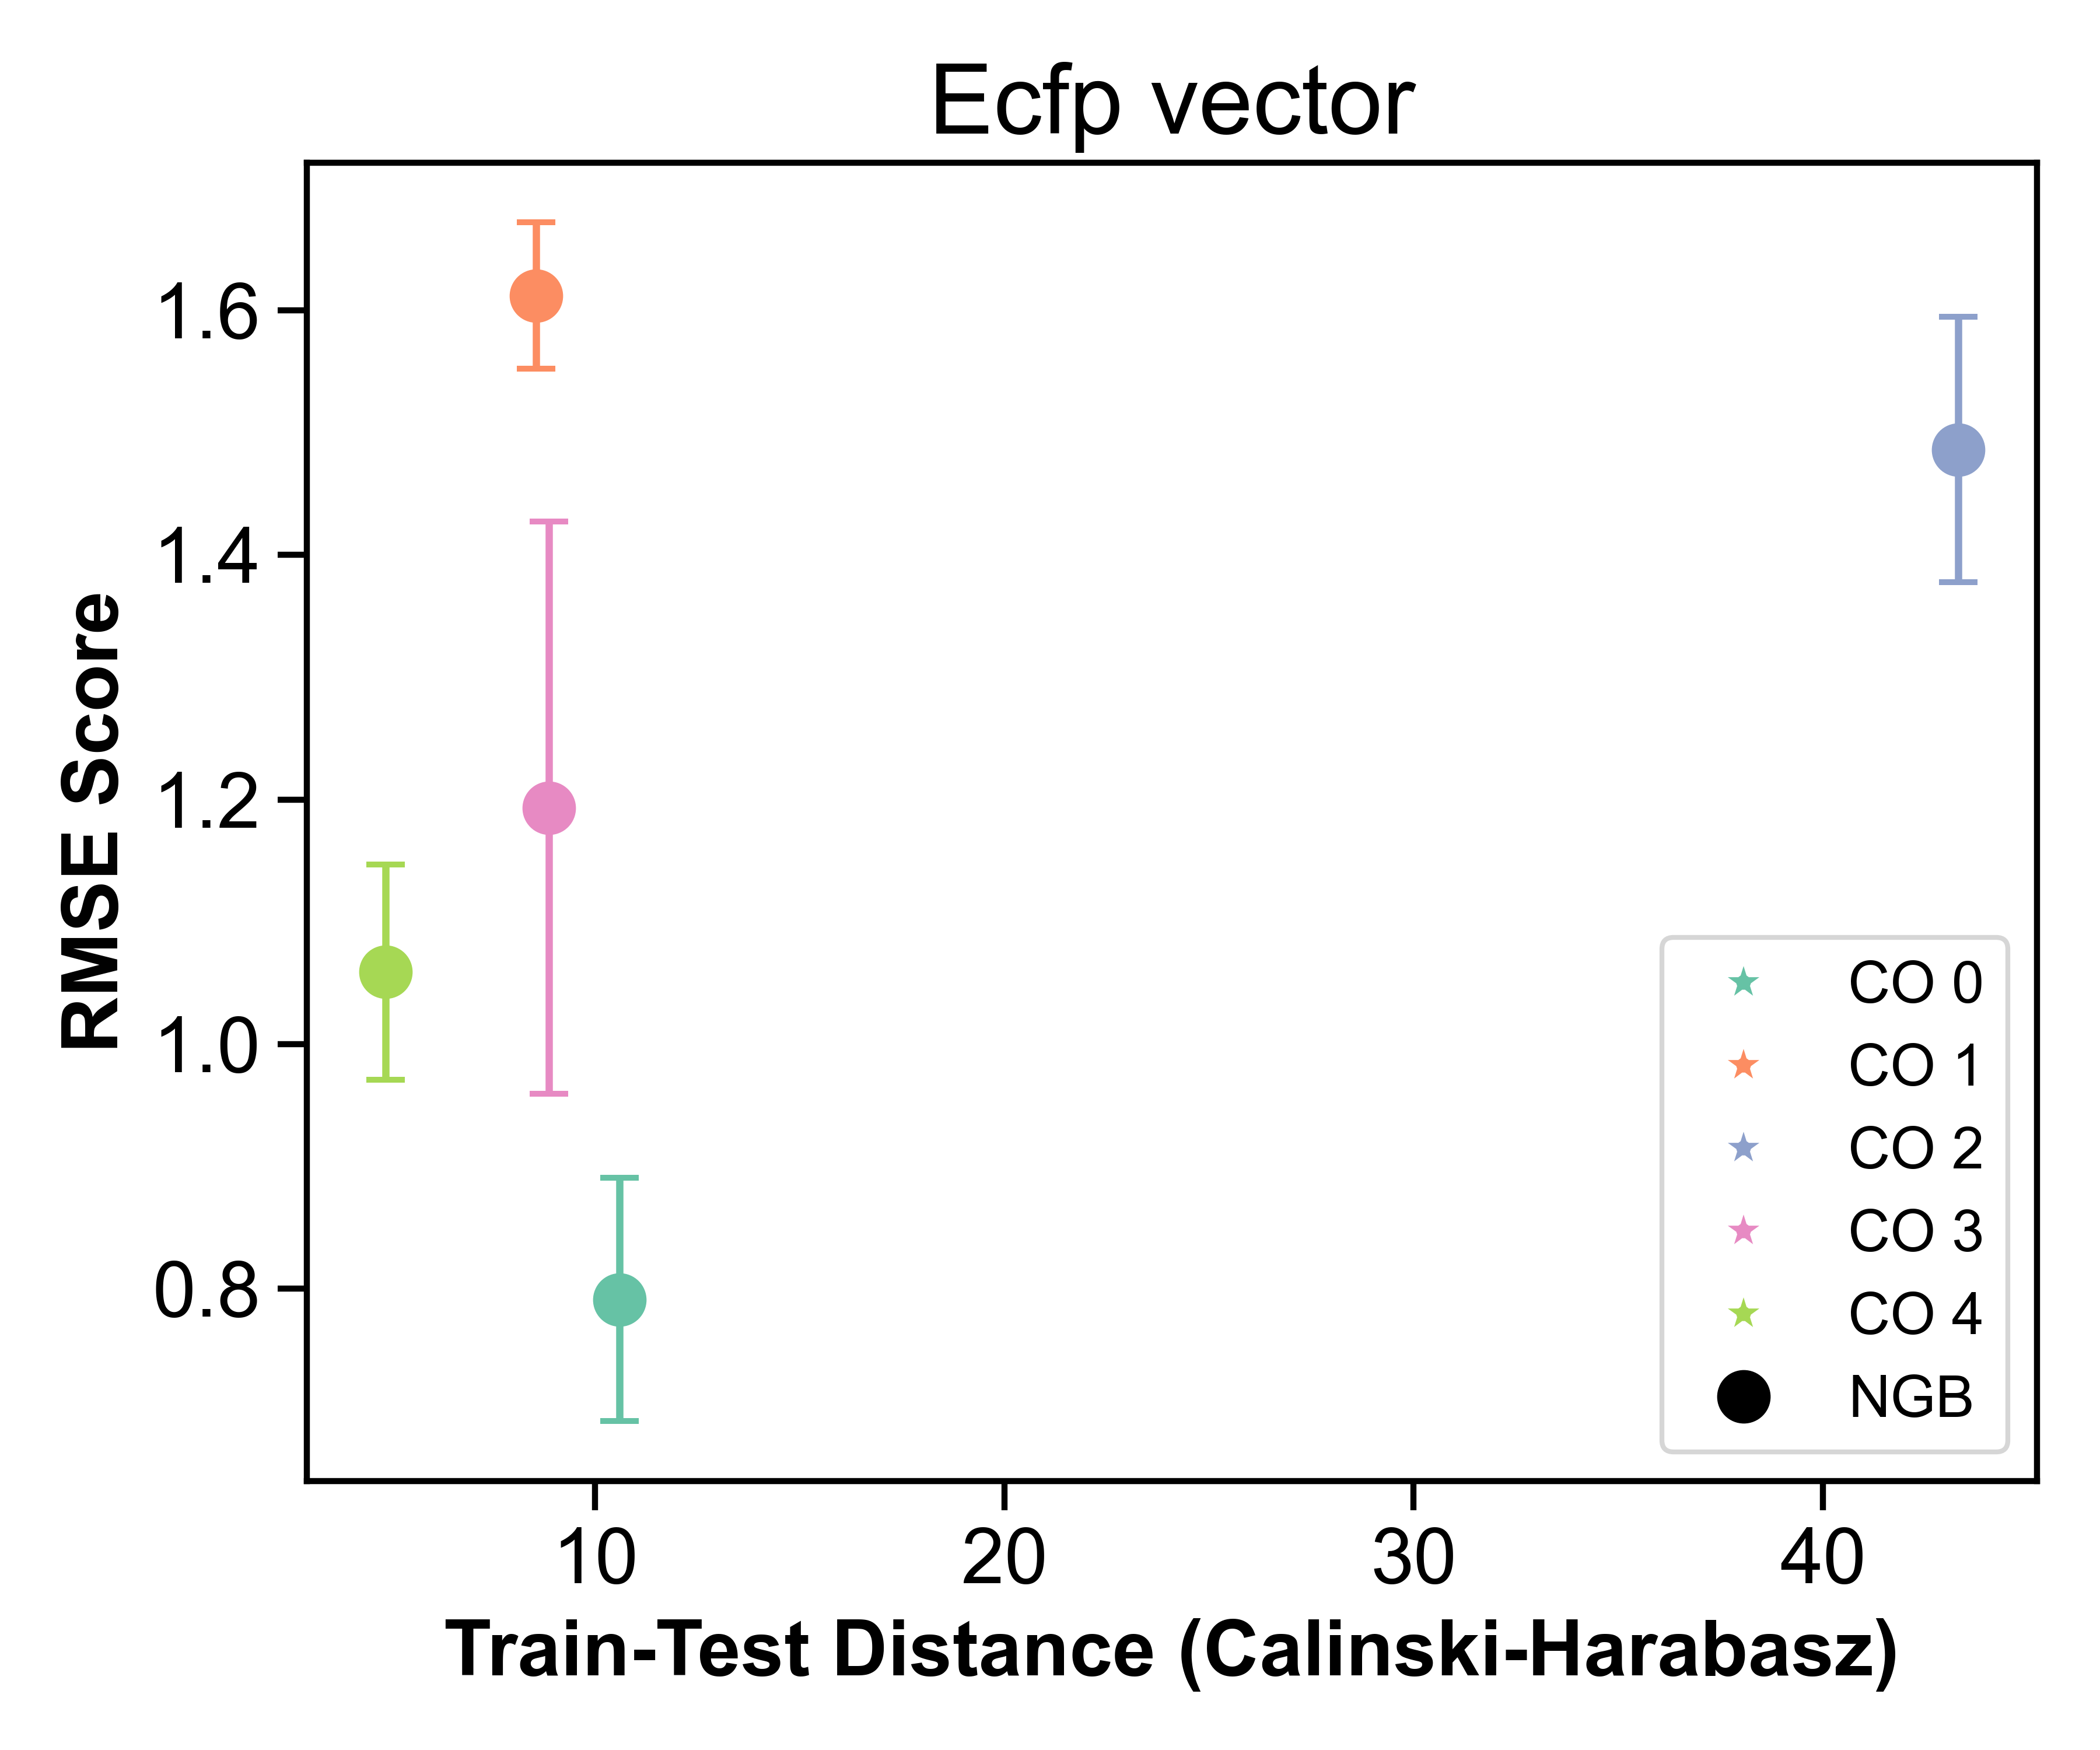 Ecfp vector
RMSE Score
1.6
1.4
1.2
1.0
0.8
CO 0
CO 1
CO 2
CO 3
CO 4
NGB
10 20 30 40
Train-Test Distance (Calinski-Harabasz)